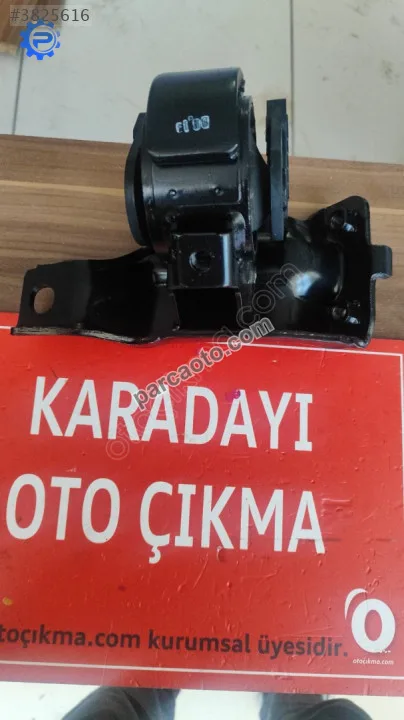 #3825616
parcaoto.com
KARADAYI
OTO ÇIKMA
otoçıkma.com kurumsal üyesidir.
otoçıkma.com